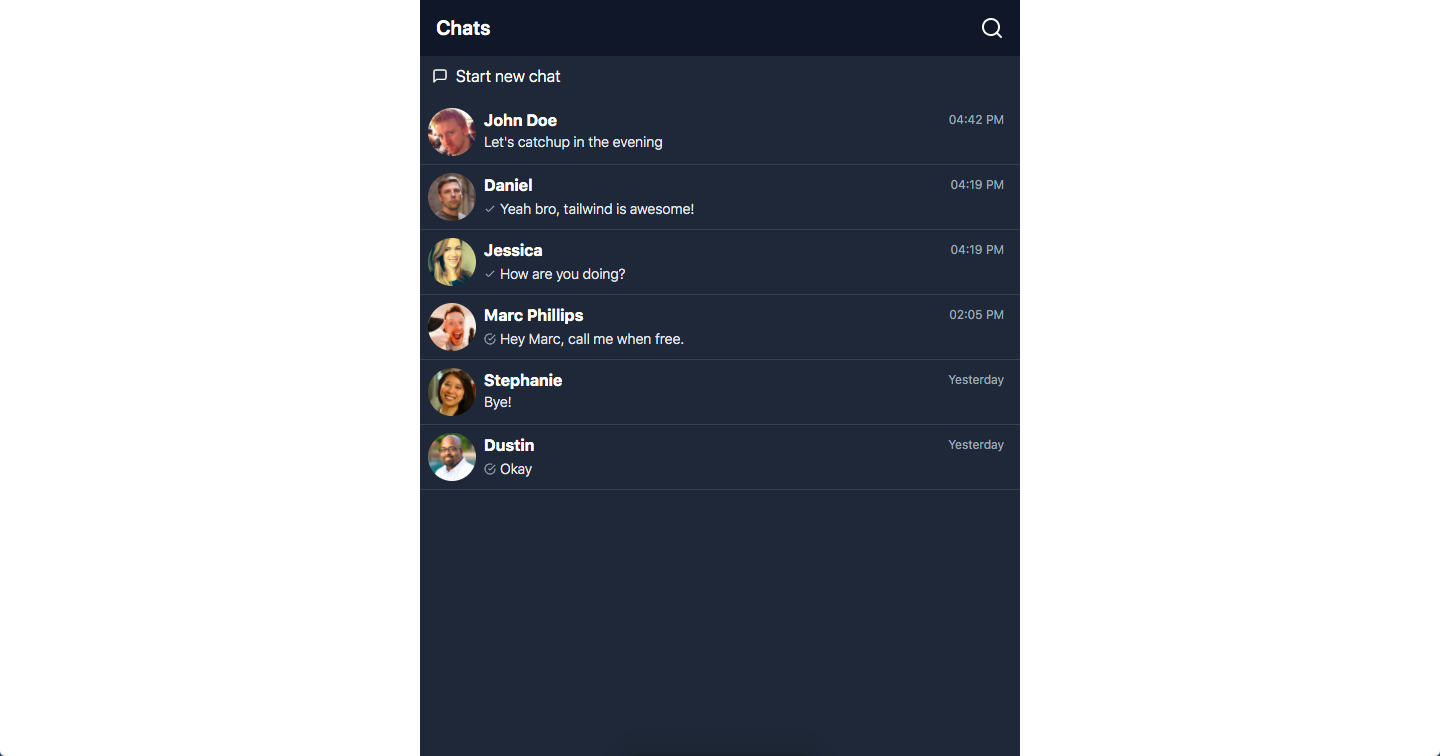 Chats
Start new chat
John Doe 04:42 PM
Let's catchup in the evening
Daniel 04:19 PM
Yeah bro, tailwind is awesome!
Jessica 04:19 PM
How are you doing?
Marc Phillips 02:05 PM
Hey Marc, call me when free.
Stephanie Yesterday
Bye!
Dustin Yesterday
Okay